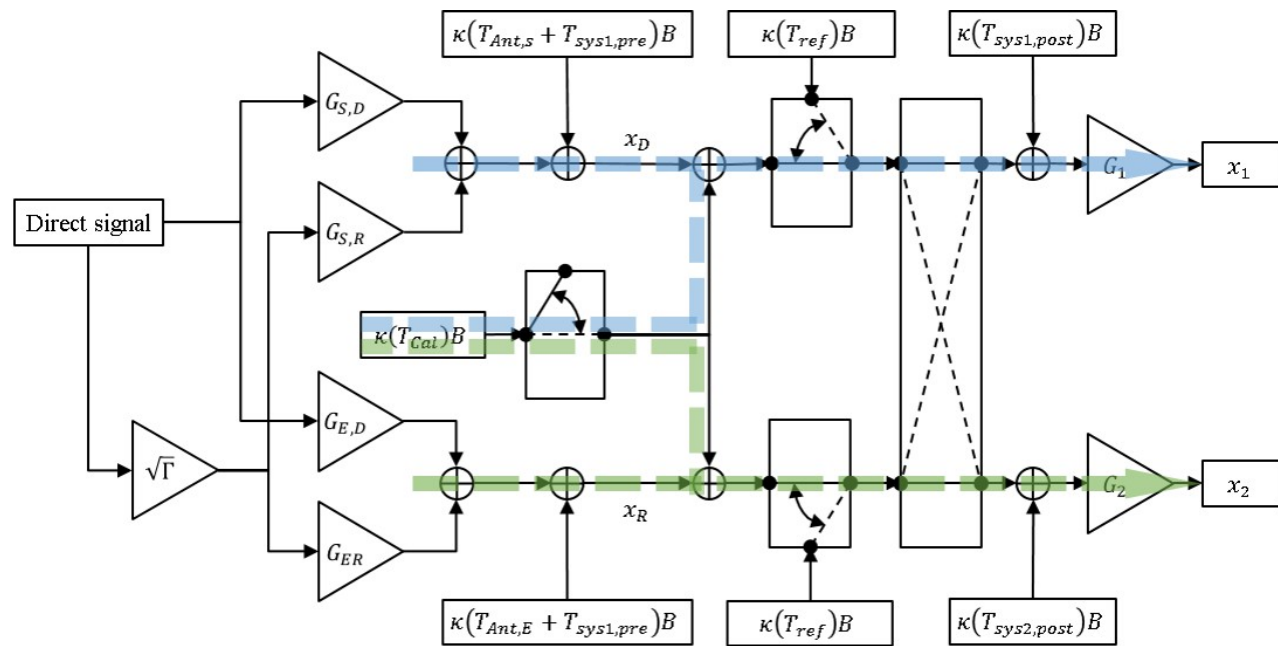 κ(T_{Ant,s} + T_{sys1,pre})B
κ(T_{ref})B
κ(T_{sys1,post})B
G_{S,D}
x_D
G_1
x_1
Direct signal
G_{S,R}
κ(T_{Cal})B
√Γ
G_{E,D}
G_{ER}
x_R
G_2
x_2
κ(T_{Ant,E} + T_{sys1,pre})B
κ(T_{ref})B
κ(T_{sys2,post})B